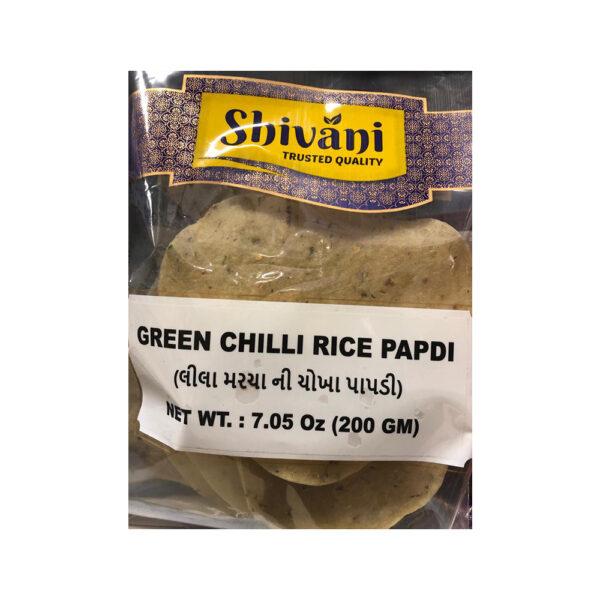 Shivani
TRUSTED QUALITY
GREEN CHILLI RICE PAPDI
(લીલા મરચા ની ચોખા પાપડી)
NET WT. : 7.05 Oz (200 GM)